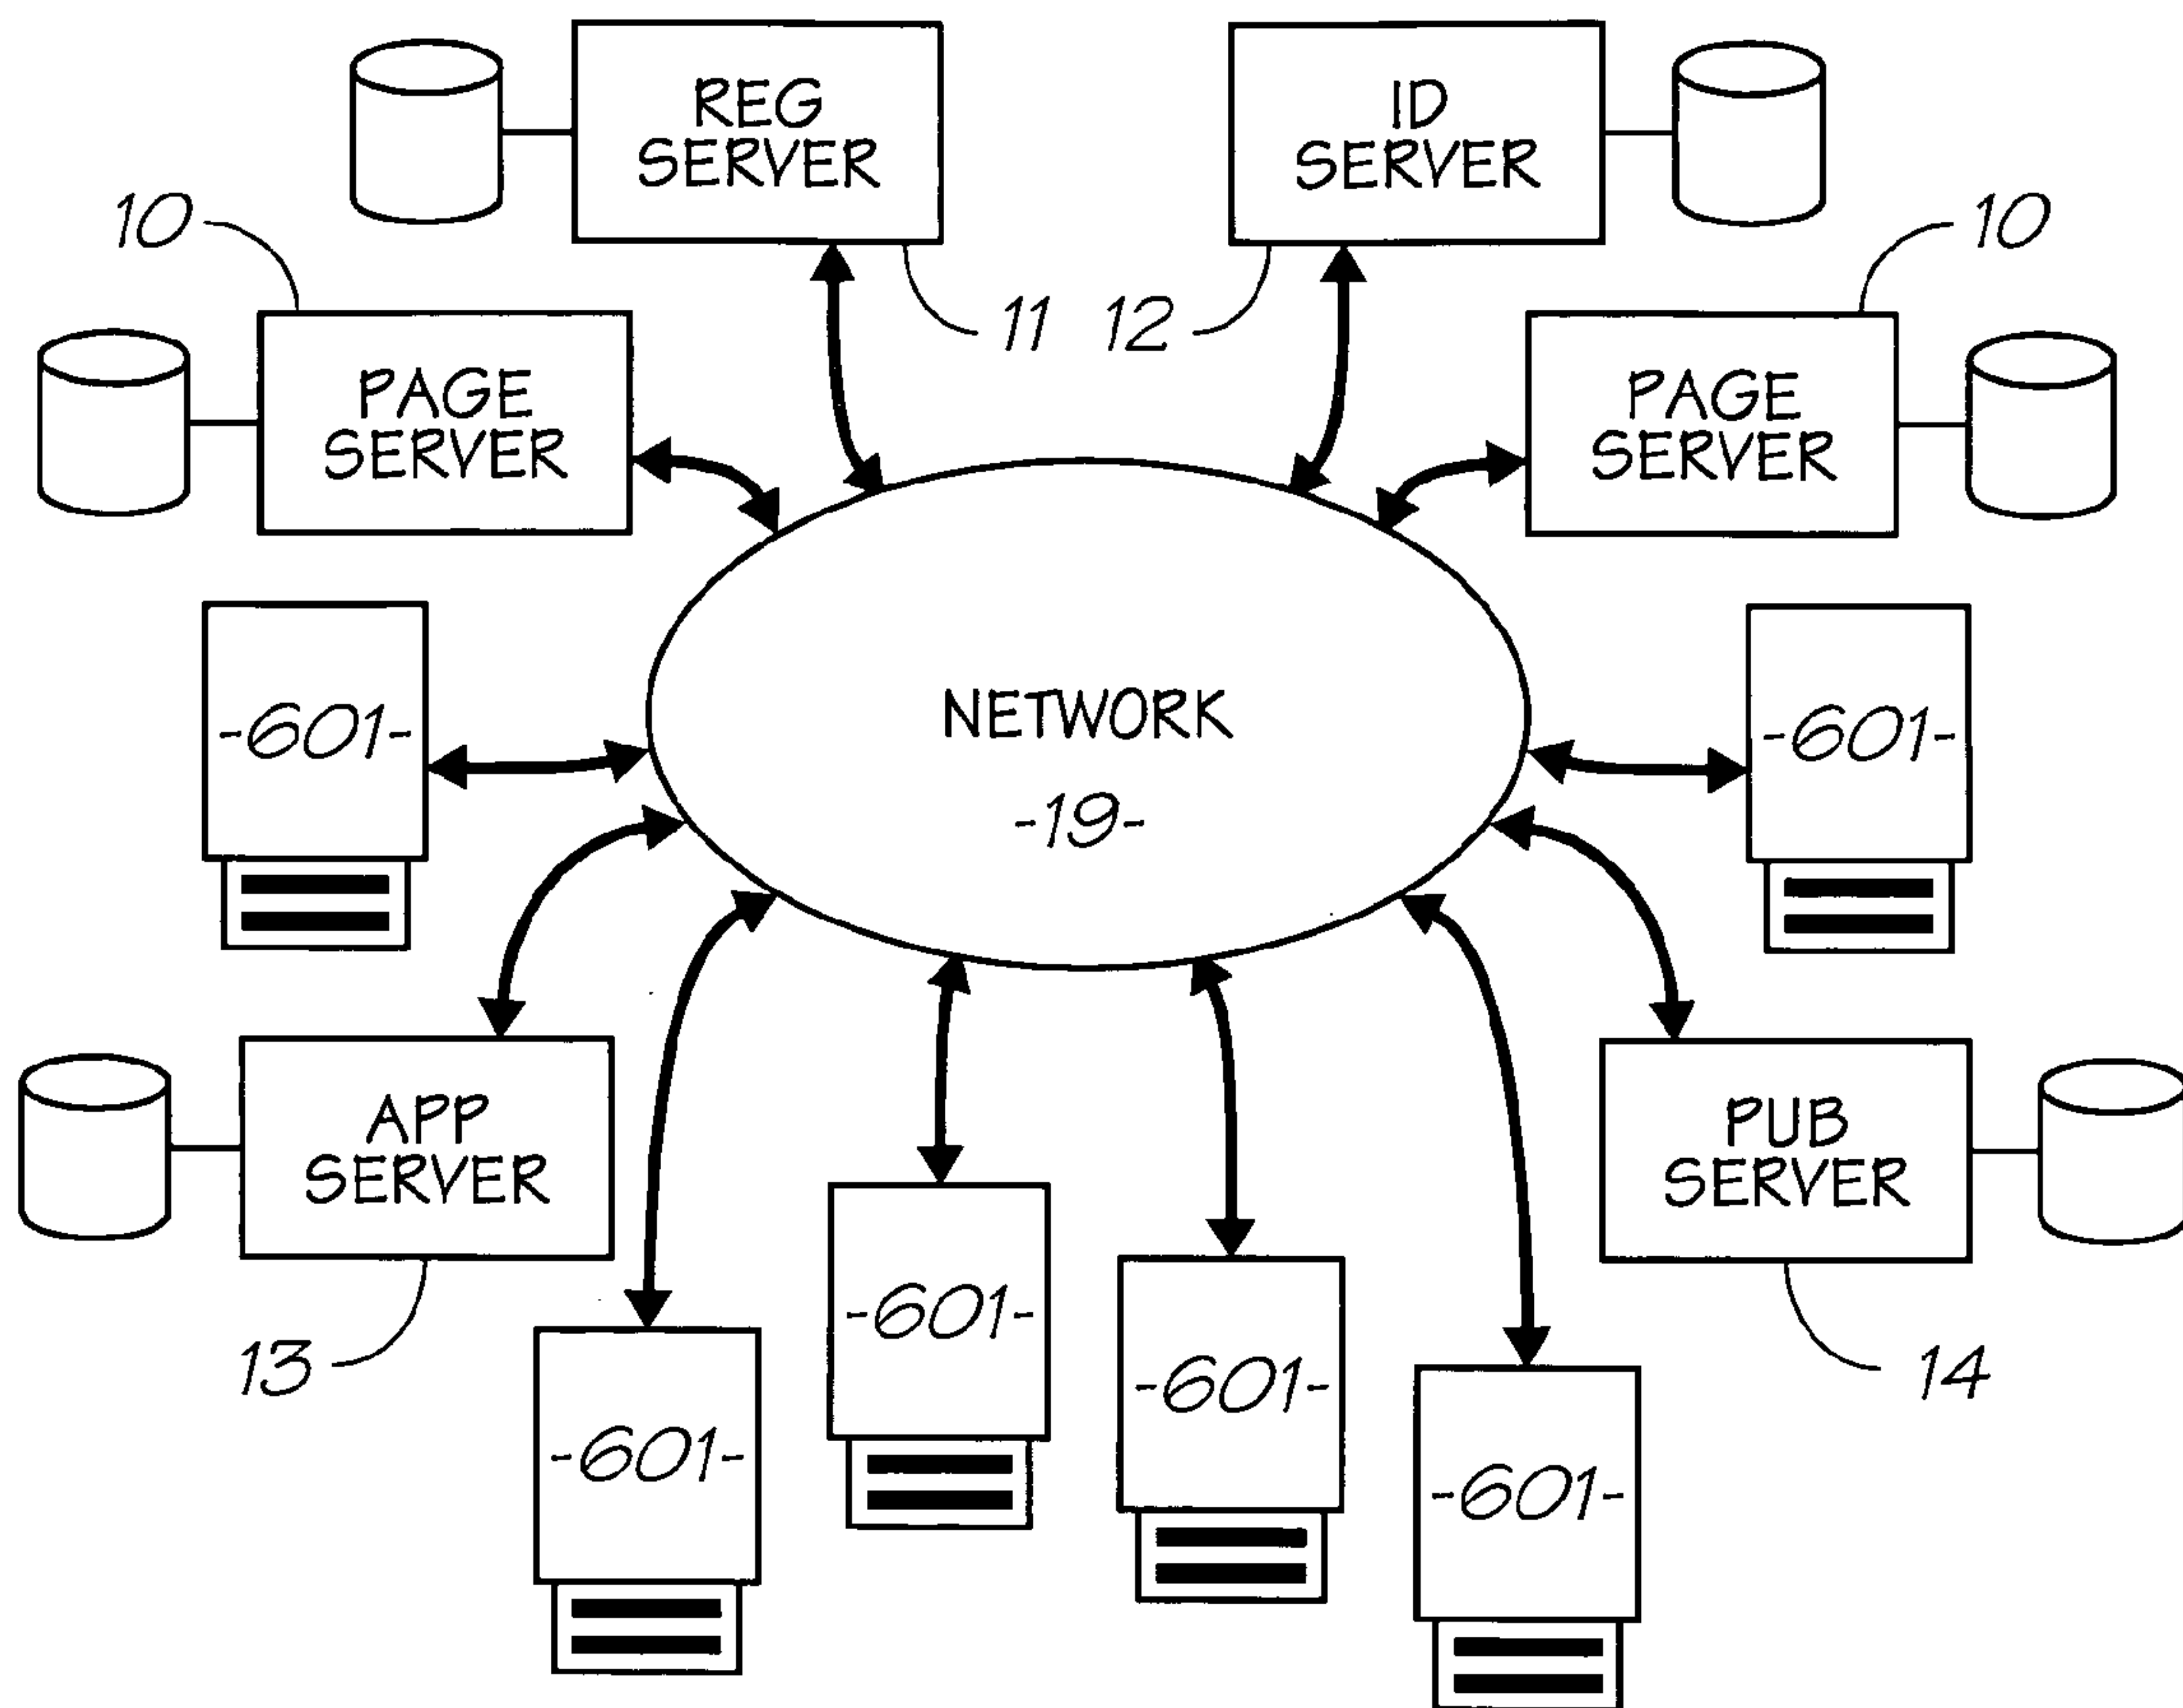 REG
SERVER
ID
SERVER
10
10
11
12
PAGE
SERVER
PAGE
SERVER
-601-
NETWORK
-19-
-601-
APP
SERVER
PUB
SERVER
13
14
-601-
-601-
-601-
-601-